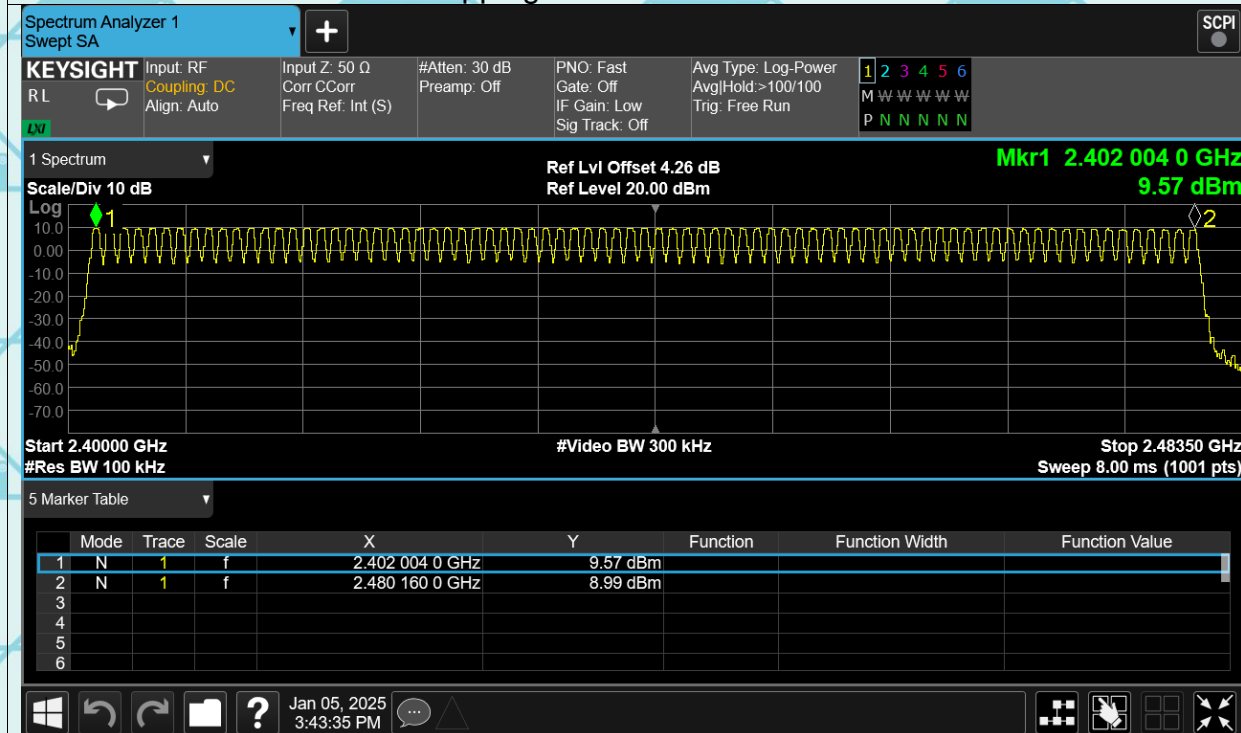 pping
Spectrum Analyzer 1
Swept SA
+
SCPI
KEYSIGHT
RL
LXI
Input: RF
Coupling: DC
Align: Auto
Input Z: 50 Ω
Corr CCorr
Freq Ref: Int (S)
#Atten: 30 dB
Preamp: Off
PNO: Fast
Gate: Off
IF Gain: Low
Sig Track: Off
Avg Type: Log-Power
Avg|Hold:>100/100
Trig: Free Run
1 2 3 4 5 6
M W W W W W
P N N N N N
1 Spectrum
Scale/Div 10 dB
Ref Lvl Offset 4.26 dB
Ref Level 20.00 dBm
Mkr1 2.402 004 0 GHz
9.57 dBm
Log
1
2
10.0
0.00
-10.0
-20.0
-30.0
-40.0
-50.0
-60.0
-70.0
Start 2.40000 GHz
#Res BW 100 kHz
#Video BW 300 kHz
Stop 2.48350 GHz
Sweep 8.00 ms (1001 pts)
5 Marker Table
Mode Trace Scale X Y Function Function Width Function Value
1 N 1 f 2.402 004 0 GHz 9.57 dBm
2 N 1 f 2.480 160 0 GHz 8.99 dBm
3
4
5
6
?
Jan 05, 2025
3:43:35 PM